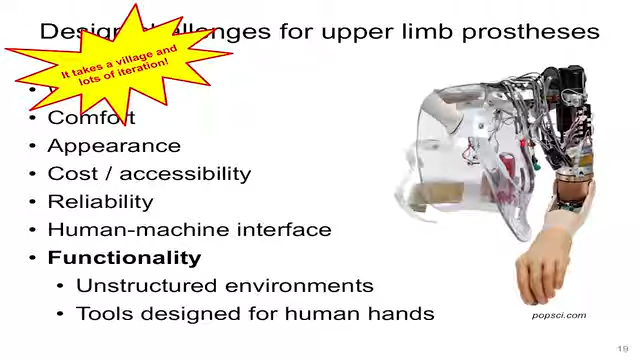 Design challenges for upper limb prostheses
It takes a village and
lots of iteration!
• Comfort
• Appearance
• Cost / accessibility
• Reliability
• Human-machine interface
• Functionality
• Unstructured environments
• Tools designed for human hands
popsci.com
19